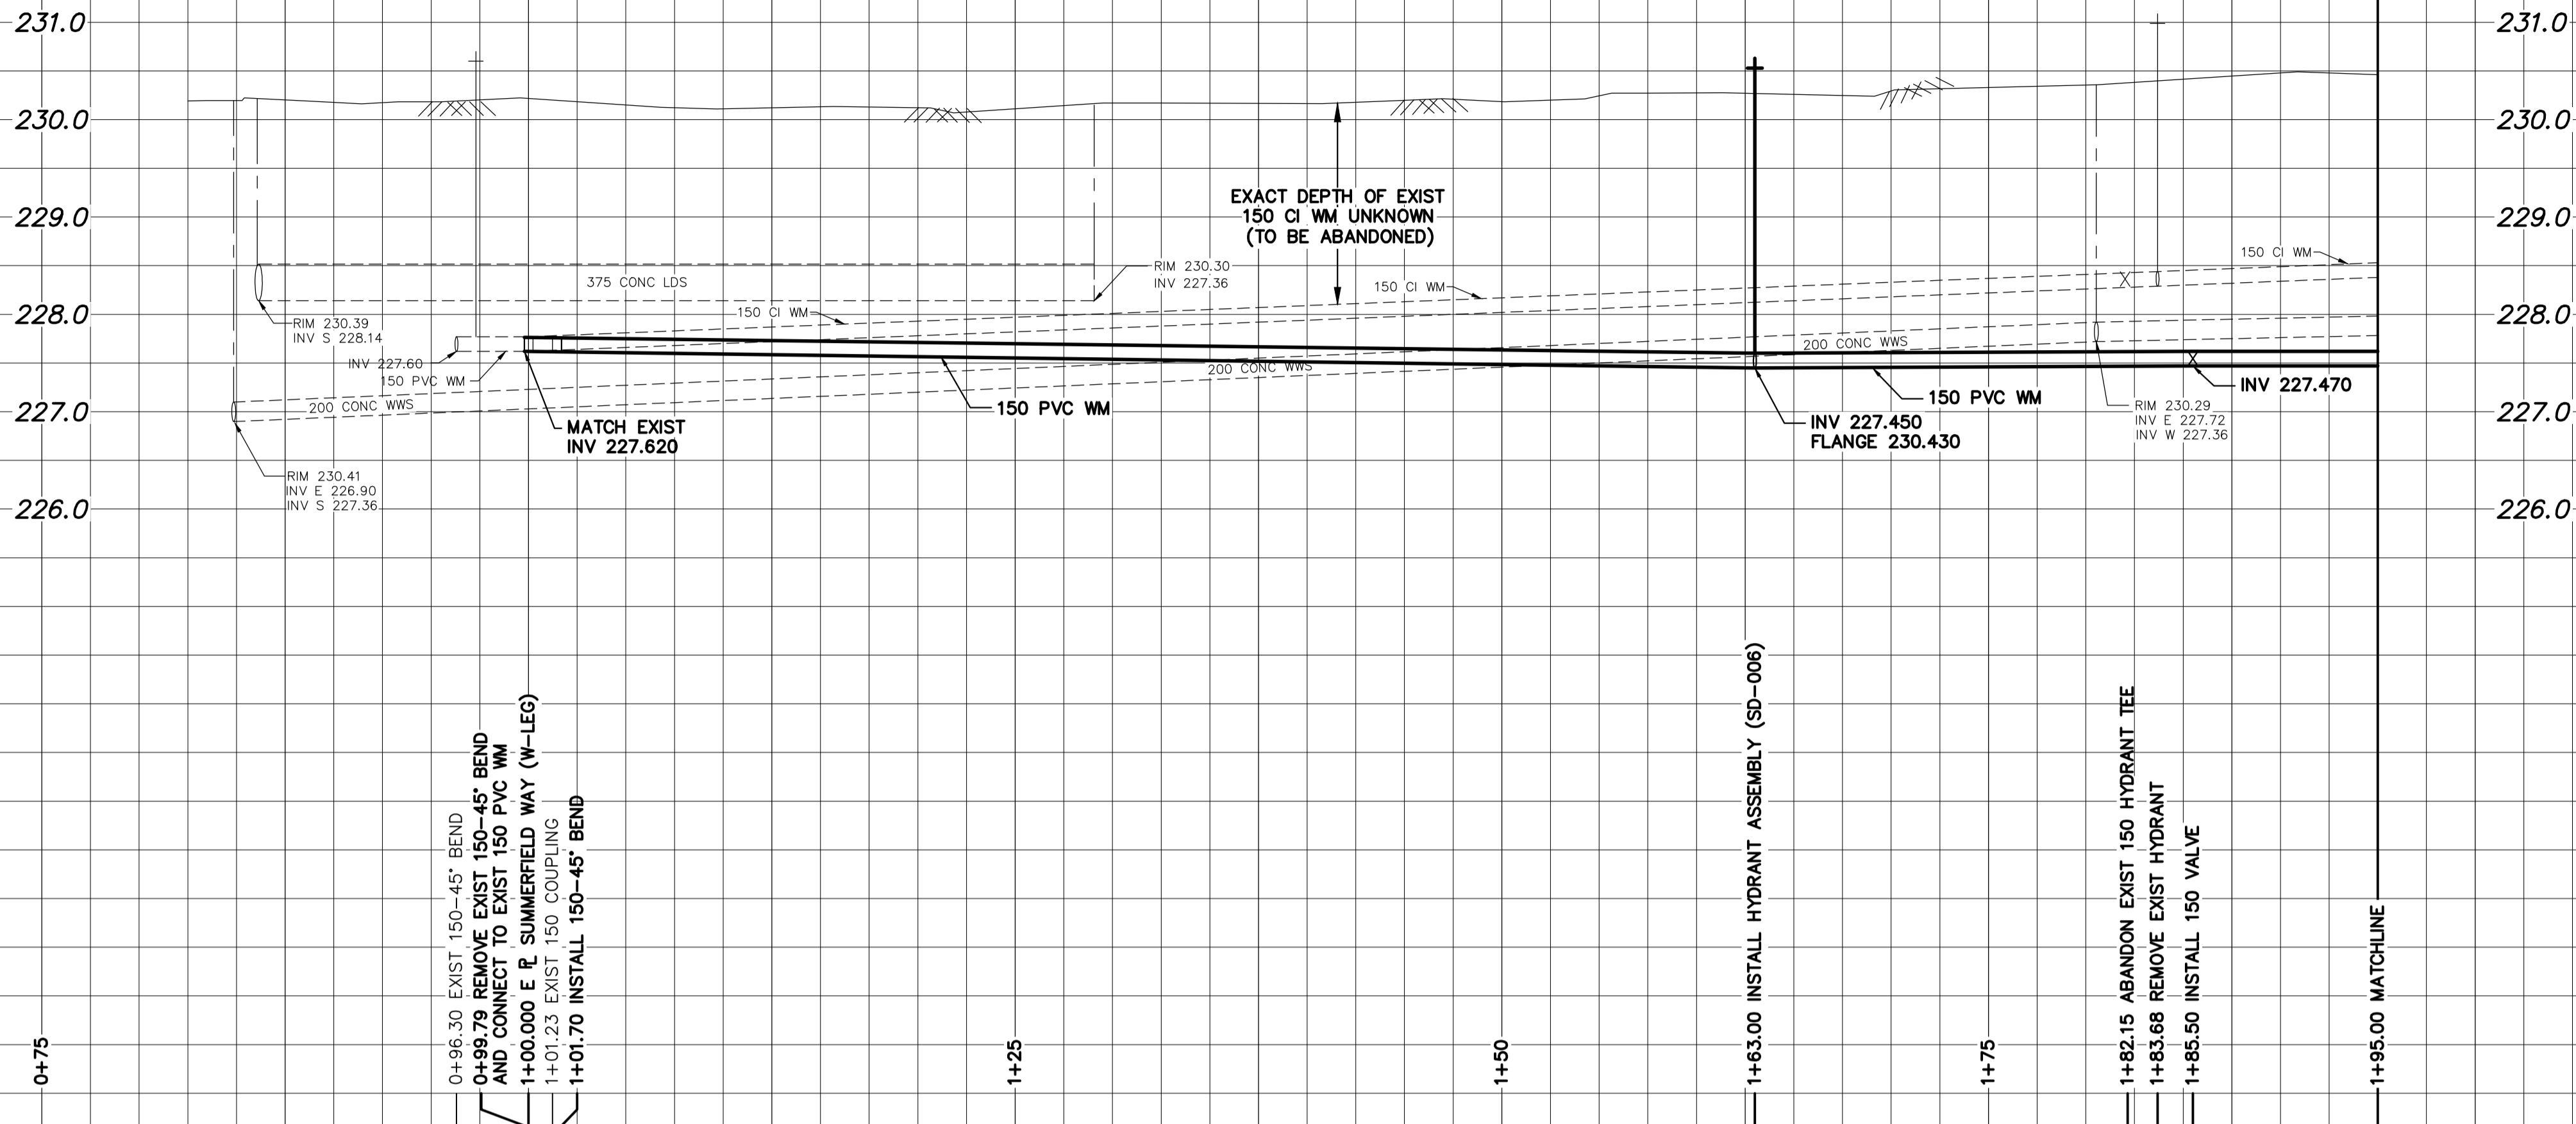 231.0
231.0
230.0
230.0
229.0
229.0
228.0
228.0
227.0
227.0
226.0
226.0
EXACT DEPTH OF EXIST
150 CI WM UNKNOWN
(TO BE ABANDONED)
375 CONC LDS
RIM 230.30
INV 227.36
150 CI WM
150 CI WM
150 CI WM
RIM 230.39
INV S 228.14
INV 227.60
150 PVC WM
200 CONC WWS
200 CONC WWS
200 CONC WWS
MATCH EXIST
INV 227.620
150 PVC WM
150 PVC WM
INV 227.450
FLANGE 230.430
INV 227.470
RIM 230.29
INV E 227.72
INV W 227.36
RIM 230.41
INV E 226.90
INV S 227.36
0+75
0+96.30 EXIST 150-45° BEND
0+99.79 REMOVE EXIST 150-45° BEND
AND CONNECT TO EXIST 150 PVC WM
1+00.000 E PL SUMMERFIELD WAY (W-LEG)
1+01.23 EXIST 150 COUPLING
1+01.70 INSTALL 150-45° BEND
1+25
1+50
1+63.00 INSTALL HYDRANT ASSEMBLY (SD-006)
1+75
1+82.15 ABANDON EXIST 150 HYDRANT TEE
1+83.68 REMOVE EXIST HYDRANT
1+85.50 INSTALL 150 VALVE
1+95.00 MATCHLINE